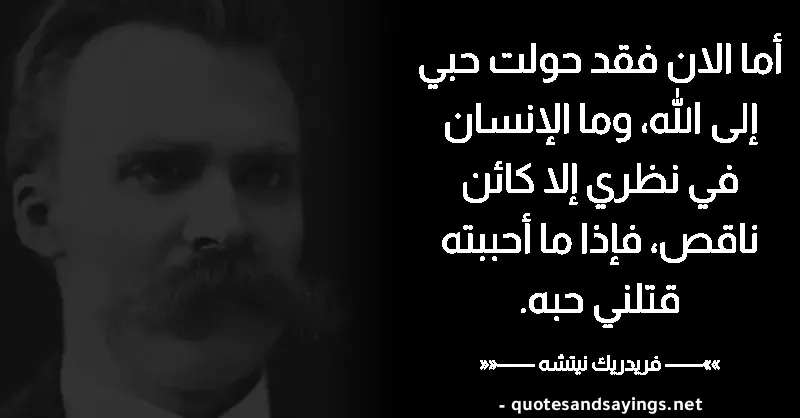 أما الان فقد حولت حبي
إلى الله، وما الإنسان
في نظري إلا كائن
ناقص، فإذا ما أحببته
قتلني حبه.
»»—— فريدريك نيتشه ——««
- quotesandsayings.net